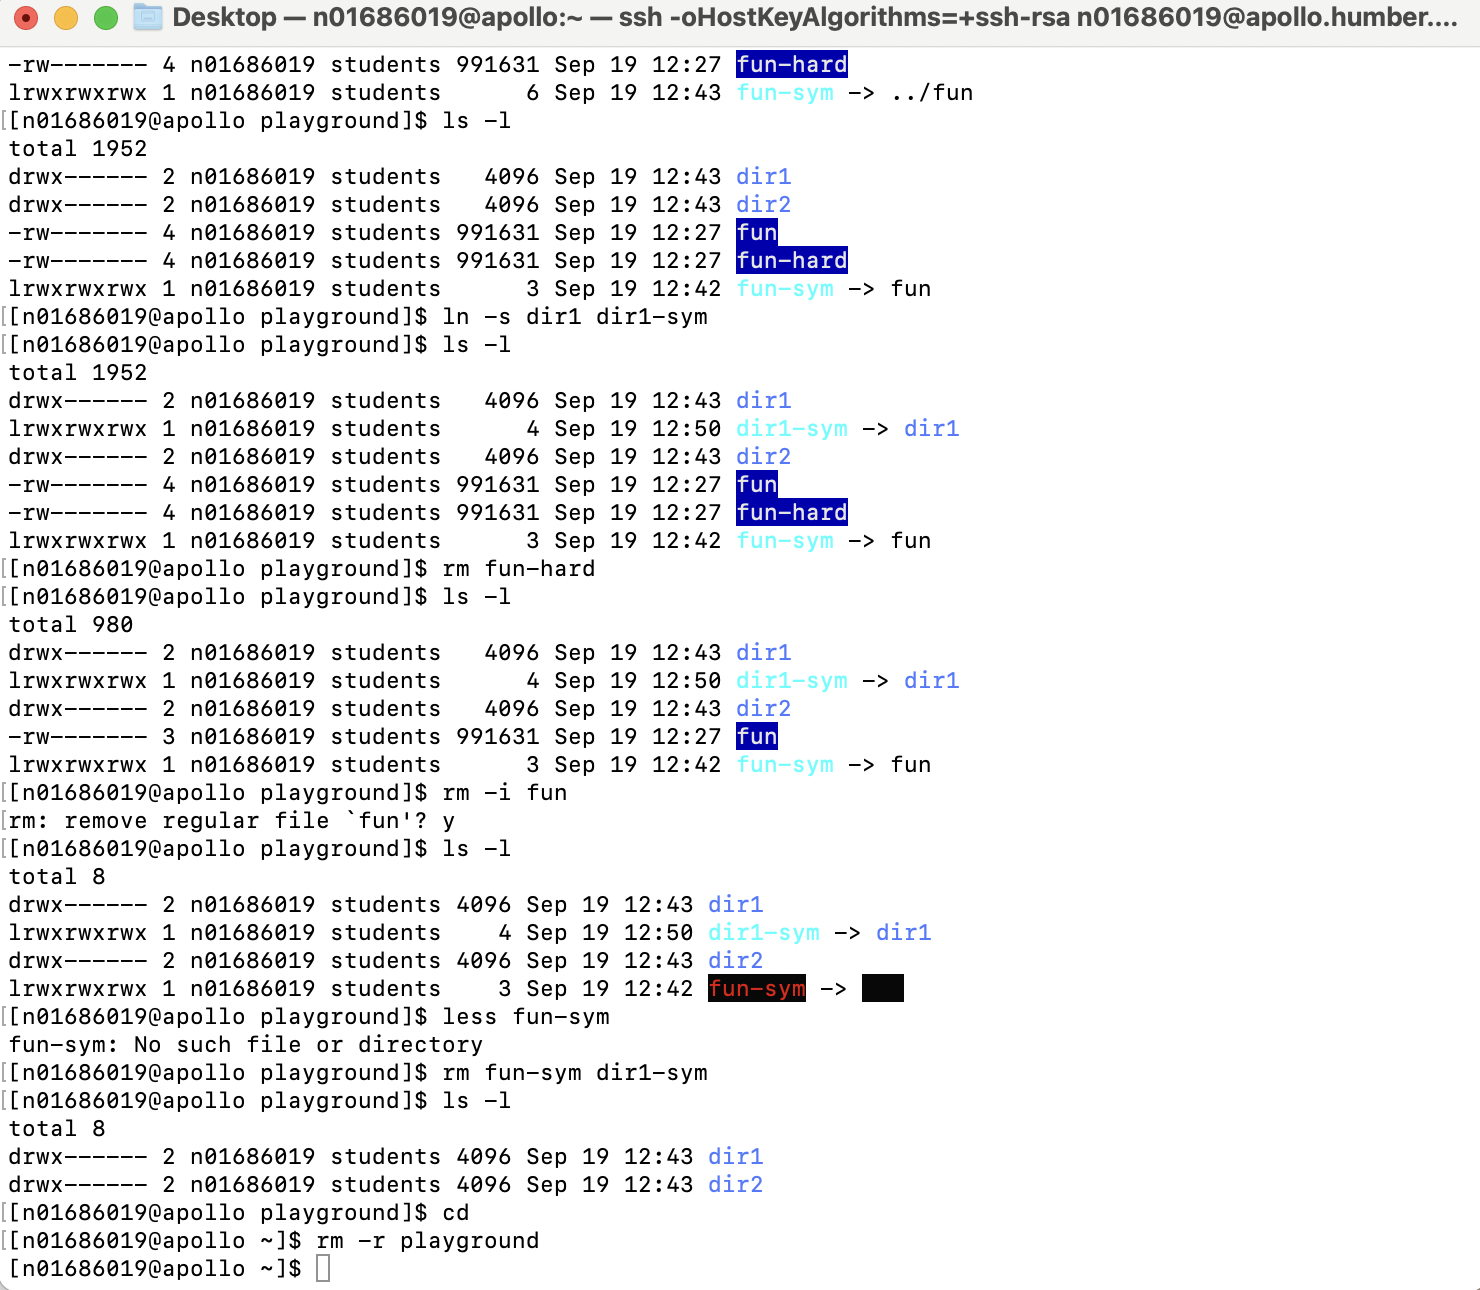 Desktop — n01686019@apollo:~ — ssh -oHostKeyAlgorithms=+ssh-rsa n01686019@apollo.humber....
-rw------- 4 n01686019 students 991631 Sep 19 12:27 fun-hard
lrwxrwxrwx 1 n01686019 students      6 Sep 19 12:43 fun-sym -> ../fun
[[n01686019@apollo playground]$ ls -l
total 1952
drwx------ 2 n01686019 students   4096 Sep 19 12:43 dir1
drwx------ 2 n01686019 students   4096 Sep 19 12:43 dir2
-rw------- 4 n01686019 students 991631 Sep 19 12:27 fun
-rw------- 4 n01686019 students 991631 Sep 19 12:27 fun-hard
lrwxrwxrwx 1 n01686019 students      3 Sep 19 12:42 fun-sym -> fun
[[n01686019@apollo playground]$ ln -s dir1 dir1-sym
[[n01686019@apollo playground]$ ls -l
total 1952
drwx------ 2 n01686019 students   4096 Sep 19 12:43 dir1
lrwxrwxrwx 1 n01686019 students      4 Sep 19 12:50 dir1-sym -> dir1
drwx------ 2 n01686019 students   4096 Sep 19 12:43 dir2
-rw------- 4 n01686019 students 991631 Sep 19 12:27 fun
-rw------- 4 n01686019 students 991631 Sep 19 12:27 fun-hard
lrwxrwxrwx 1 n01686019 students      3 Sep 19 12:42 fun-sym -> fun
[[n01686019@apollo playground]$ rm fun-hard
[[n01686019@apollo playground]$ ls -l
total 980
drwx------ 2 n01686019 students   4096 Sep 19 12:43 dir1
lrwxrwxrwx 1 n01686019 students      4 Sep 19 12:50 dir1-sym -> dir1
drwx------ 2 n01686019 students   4096 Sep 19 12:43 dir2
-rw------- 3 n01686019 students 991631 Sep 19 12:27 fun
lrwxrwxrwx 1 n01686019 students      3 Sep 19 12:42 fun-sym -> fun
[[n01686019@apollo playground]$ rm -i fun
[rm: remove regular file `fun'? y
[[n01686019@apollo playground]$ ls -l
total 8
drwx------ 2 n01686019 students 4096 Sep 19 12:43 dir1
lrwxrwxrwx 1 n01686019 students    4 Sep 19 12:50 dir1-sym -> dir1
drwx------ 2 n01686019 students 4096 Sep 19 12:43 dir2
lrwxrwxrwx 1 n01686019 students    3 Sep 19 12:42 fun-sym ->
[[n01686019@apollo playground]$ less fun-sym
fun-sym: No such file or directory
[[n01686019@apollo playground]$ rm fun-sym dir1-sym
[[n01686019@apollo playground]$ ls -l
total 8
drwx------ 2 n01686019 students 4096 Sep 19 12:43 dir1
drwx------ 2 n01686019 students 4096 Sep 19 12:43 dir2
[[n01686019@apollo playground]$ cd
[[n01686019@apollo ~]$ rm -r playground
[n01686019@apollo ~]$